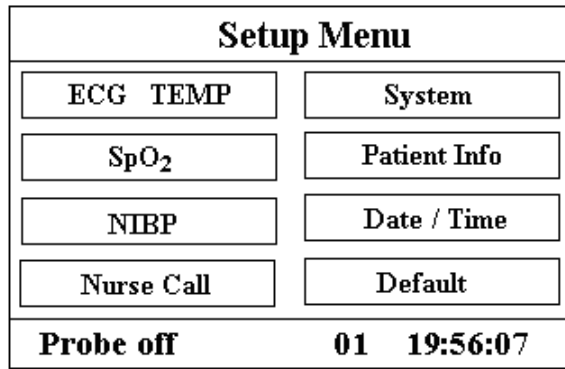 Setup Menu
ECG TEMP System
SpO₂ Patient Info
NIBP Date / Time
Nurse Call Default
Probe off 01 19:56:07